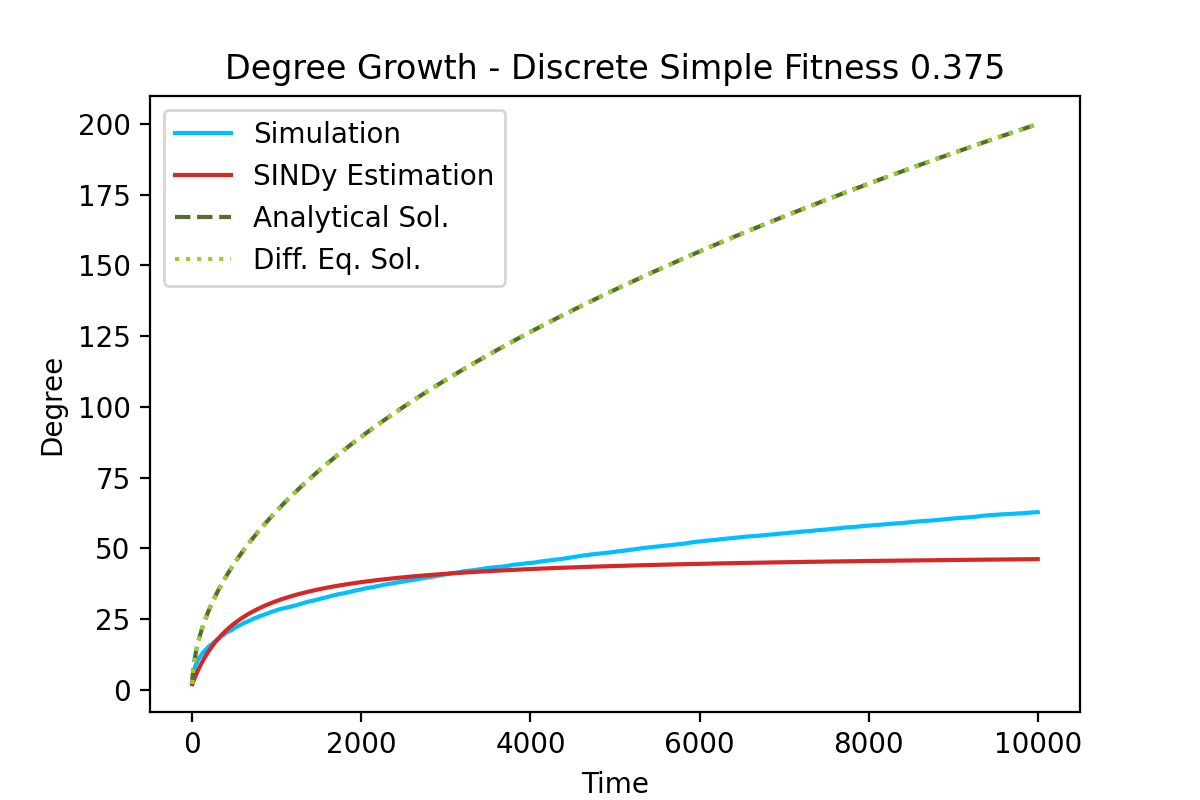 Degree Growth - Discrete Simple Fitness 0.375
Simulation
SINDy Estimation
Analytical Sol.
Diff. Eq. Sol.
200
175
150
125
100
75
50
25
0
Degree
0 2000 4000 6000 8000 10000
Time